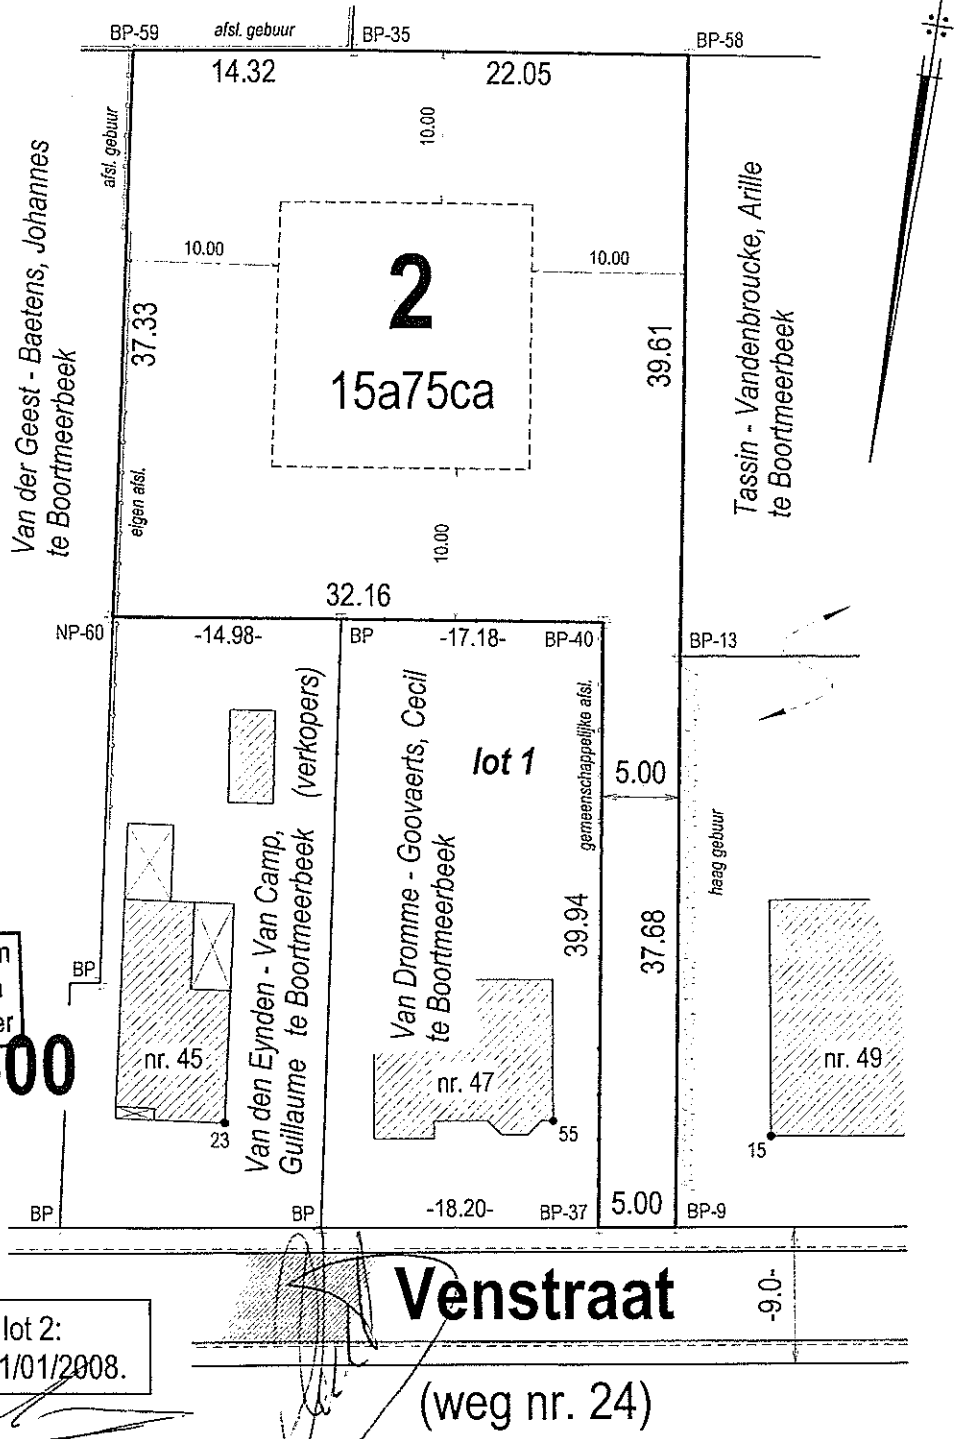 BP-59
afsl. gebuur
BP-35
BP-58
14.32
22.05
afsl. gebuur
10.00
Van der Geest - Baetens, Johannes
te Boortmeerbeek
Tassin - Vandenbroucke, Arille
te Boortmeerbeek
10.00
10.00
2
15a75ca
37.33
39.61
eigen afsl.
10.00
32.16
NP-60
-14.98-
BP
-17.18-
BP-40
BP-13
(verkopers)
Van den Eynden - Van Camp,
Guillaume te Boortmeerbeek
Van Dromme - Goovaerts, Cecil
te Boortmeerbeek
lot 1
gemeenschappelijke afsl.
5.00
haag gebuur
39.94
37.68
er
00
BP
nr. 45
nr. 47
nr. 49
23
55
15
BP
BP
-18.20-
BP-37
5.00
BP-9
Venstraat
-9.0-
lot 2:
1/01/2008.
(weg nr. 24)